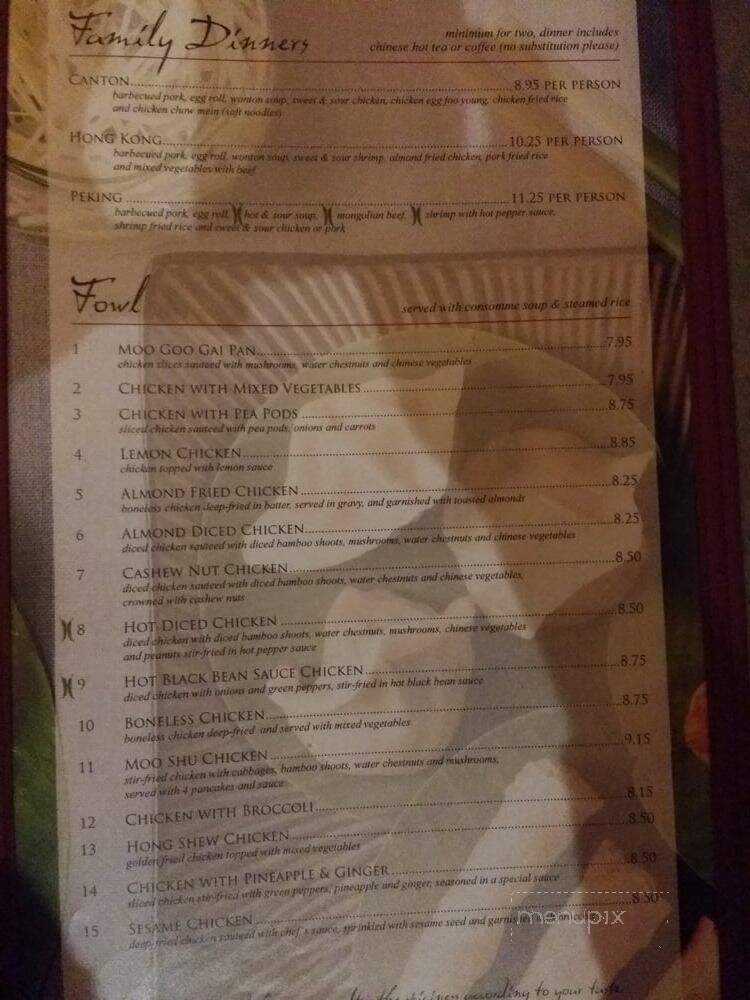 Family Dinners
minimum for two, dinner includes
chinese hot tea or coffee (no substitution please)
Canton 8.95 per person
barbecued pork, egg roll, wonton soup, sweet & sour chicken, chicken egg foo young, chicken fried rice
and chicken chow mein (soft noodles)
Hong Kong 10.25 per person
barbecued pork, egg roll, wonton soup, sweet & sour shrimp, almond fried chicken, pork fried rice
and mixed vegetables with beef
Peking 11.25 per person
barbecued pork, egg roll, hot & sour soup, mongolian beef, shrimp with hot pepper sauce,
shrimp fried rice and sweet & sour chicken or pork
Fowl
served with consomme soup & steamed rice
1 Moo Goo Gai Pan 7.95
chicken slices sauteed with mushrooms, water chestnuts and chinese vegetables
2 Chicken with Mixed Vegetables 7.95
3 Chicken with Pea Pods 8.75
sliced chicken sauteed with pea pods, onions and carrots
4 Lemon Chicken 8.85
chicken topped with lemon sauce
5 Almond Fried Chicken 8.25
boneless chicken deep-fried in batter, served in gravy, and garnished with toasted almonds
6 Almond Diced Chicken 8.25
diced chicken sauteed with diced bamboo shoots, mushrooms, water chestnuts and chinese vegetables
7 Cashew Nut Chicken 8.50
diced chicken sauteed with diced bamboo shoots, water chestnuts and chinese vegetables,
crowned with cashew nuts
8 Hot Diced Chicken 8.50
diced chicken with diced bamboo shoots, water chestnuts, mushrooms, chinese vegetables
and peanuts stir-fried in hot pepper sauce
9 Hot Black Bean Sauce Chicken 8.75
diced chicken with onions and green peppers, stir-fried in hot black bean sauce
10 Boneless Chicken 8.75
boneless chicken deep-fried and served with mixed vegetables
11 Moo Shu Chicken 9.15
stir-fried chicken with cabbages, bamboo shoots, water chestnuts and mushrooms,
served with 4 pancakes and sauce
12 Chicken with Broccoli 8.15
13 Hong Shew Chicken 8.50
golden fried chicken topped with mixed vegetables
14 Chicken with Pineapple & Ginger 8.50
sliced chicken stir-fried with green peppers, pineapple and ginger, seasoned in a special sauce
15 Sesame Chicken 8.50
deep-fried chicken sauteed with chef's sauce, sprinkled with sesame seed and
menupix
according to your taste